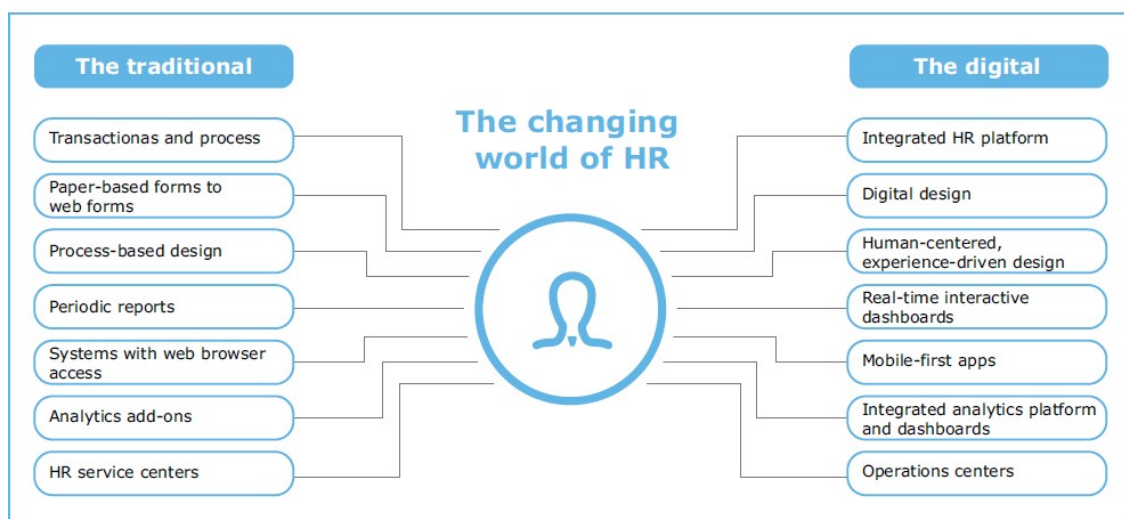 The traditional
Transactionas and process
Paper-based forms to
web forms
Process-based design
Periodic reports
Systems with web browser
access
Analytics add-ons
HR service centers
The changing
world of HR
The digital
Integrated HR platform
Digital design
Human-centered,
experience-driven design
Real-time interactive
dashboards
Mobile-first apps
Integrated analytics platform
and dashboards
Operations centers